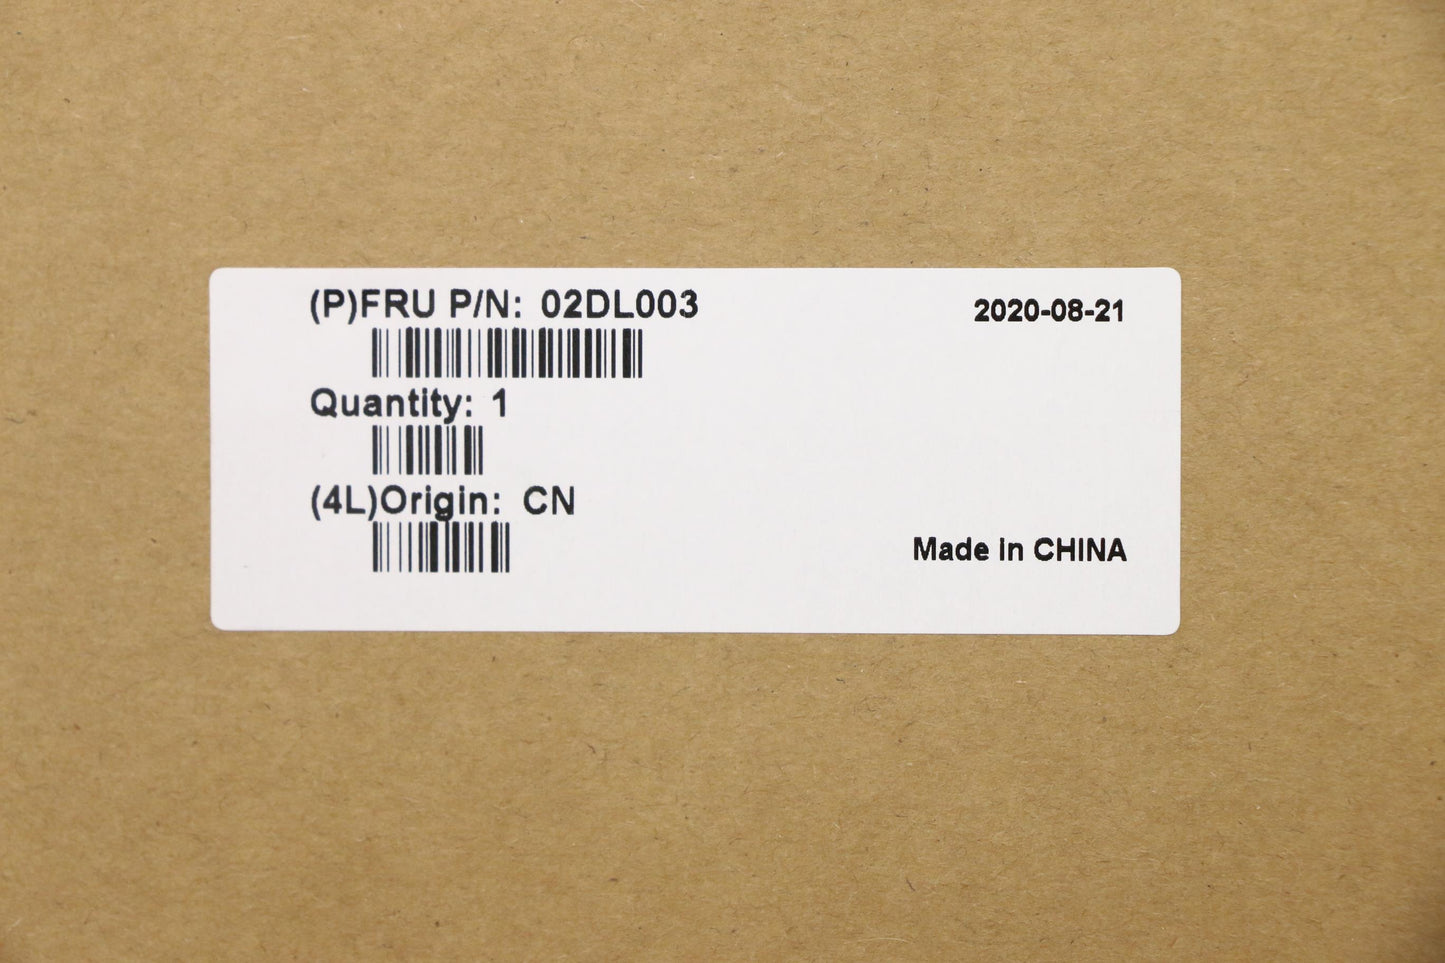 (P)FRU P/N: 02DL003
2020-08-21
Quantity: 1
(4L)Origin: CN
Made in CHINA